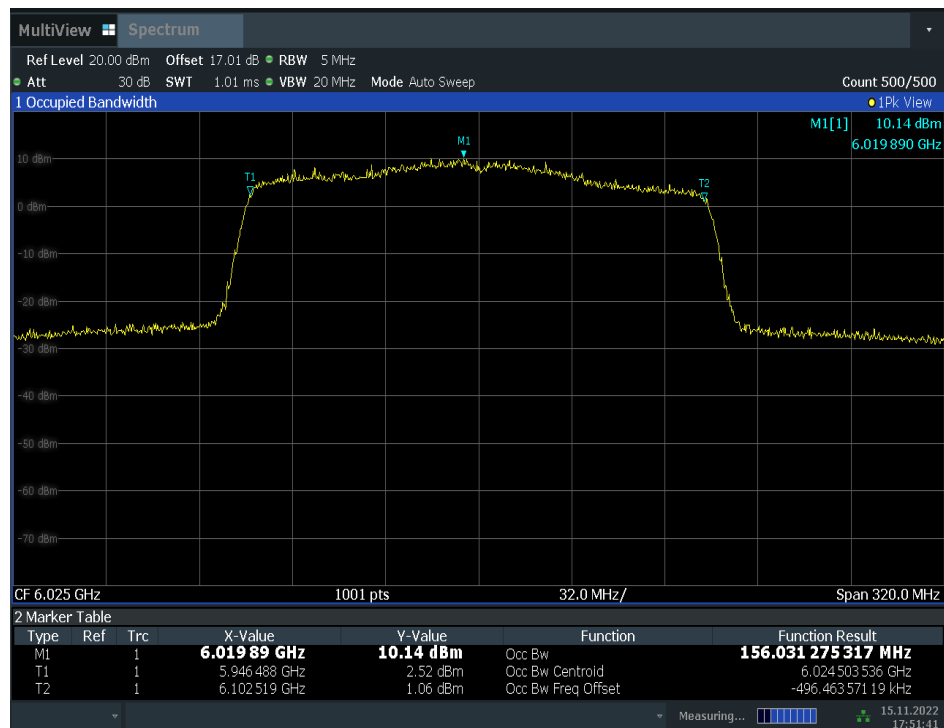 MultiView Spectrum
Ref Level 20.00 dBm Offset 17.01 dB RBW 5 MHz
Att 30 dB SWT 1.01 ms VBW 20 MHz Mode Auto Sweep Count 500/500
1 Occupied Bandwidth 1Pk View
M1[1] 10.14 dBm
6.019 890 GHz
M1
10 dBm
T1
T2
0 dBm
-10 dBm
-20 dBm
-30 dBm
-40 dBm
-50 dBm
-60 dBm
-70 dBm
CF 6.025 GHz 1001 pts 32.0 MHz/ Span 320.0 MHz
2 Marker Table
Type Ref Trc X-Value Y-Value Function Function Result
M1 1 6.019 89 GHz 10.14 dBm Occ Bw 156.031 275 317 MHz
T1 1 5.946 488 GHz 2.52 dBm Occ Bw Centroid 6.024 503 536 GHz
T2 1 6.102 519 GHz 1.06 dBm Occ Bw Freq Offset -496.463 571 19 kHz
Measuring... 15.11.2022
17:51:41